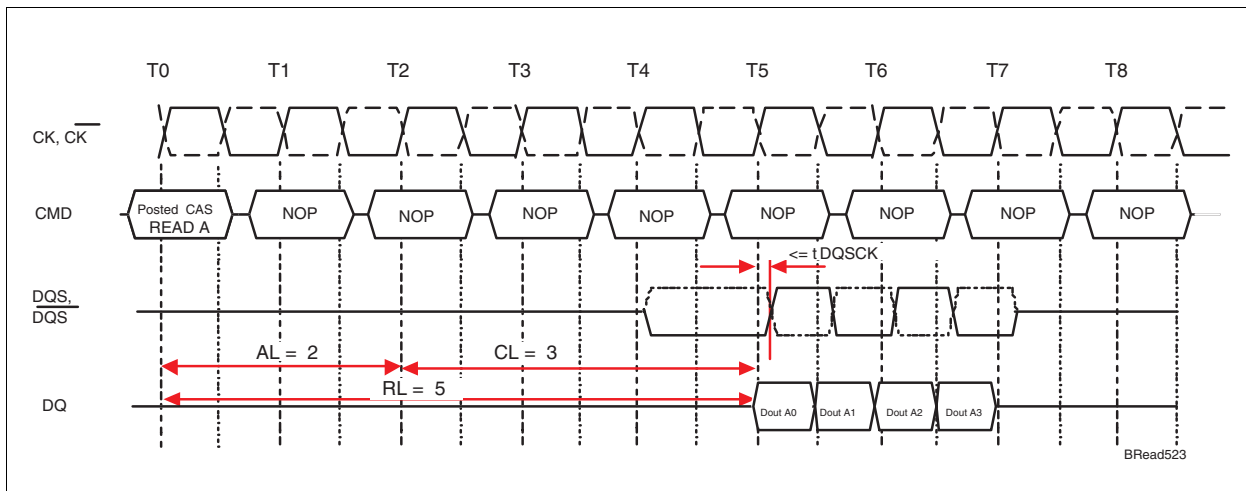 T0 T1 T2 T3 T4 T5 T6 T7 T8
CK, CK
CMD Posted CAS READ A NOP NOP NOP NOP NOP NOP NOP NOP
<= tDQSCK
DQS,
DQS
AL = 2 CL = 3
RL = 5
DQ Dout A0 Dout A1 Dout A2 Dout A3
BRead523